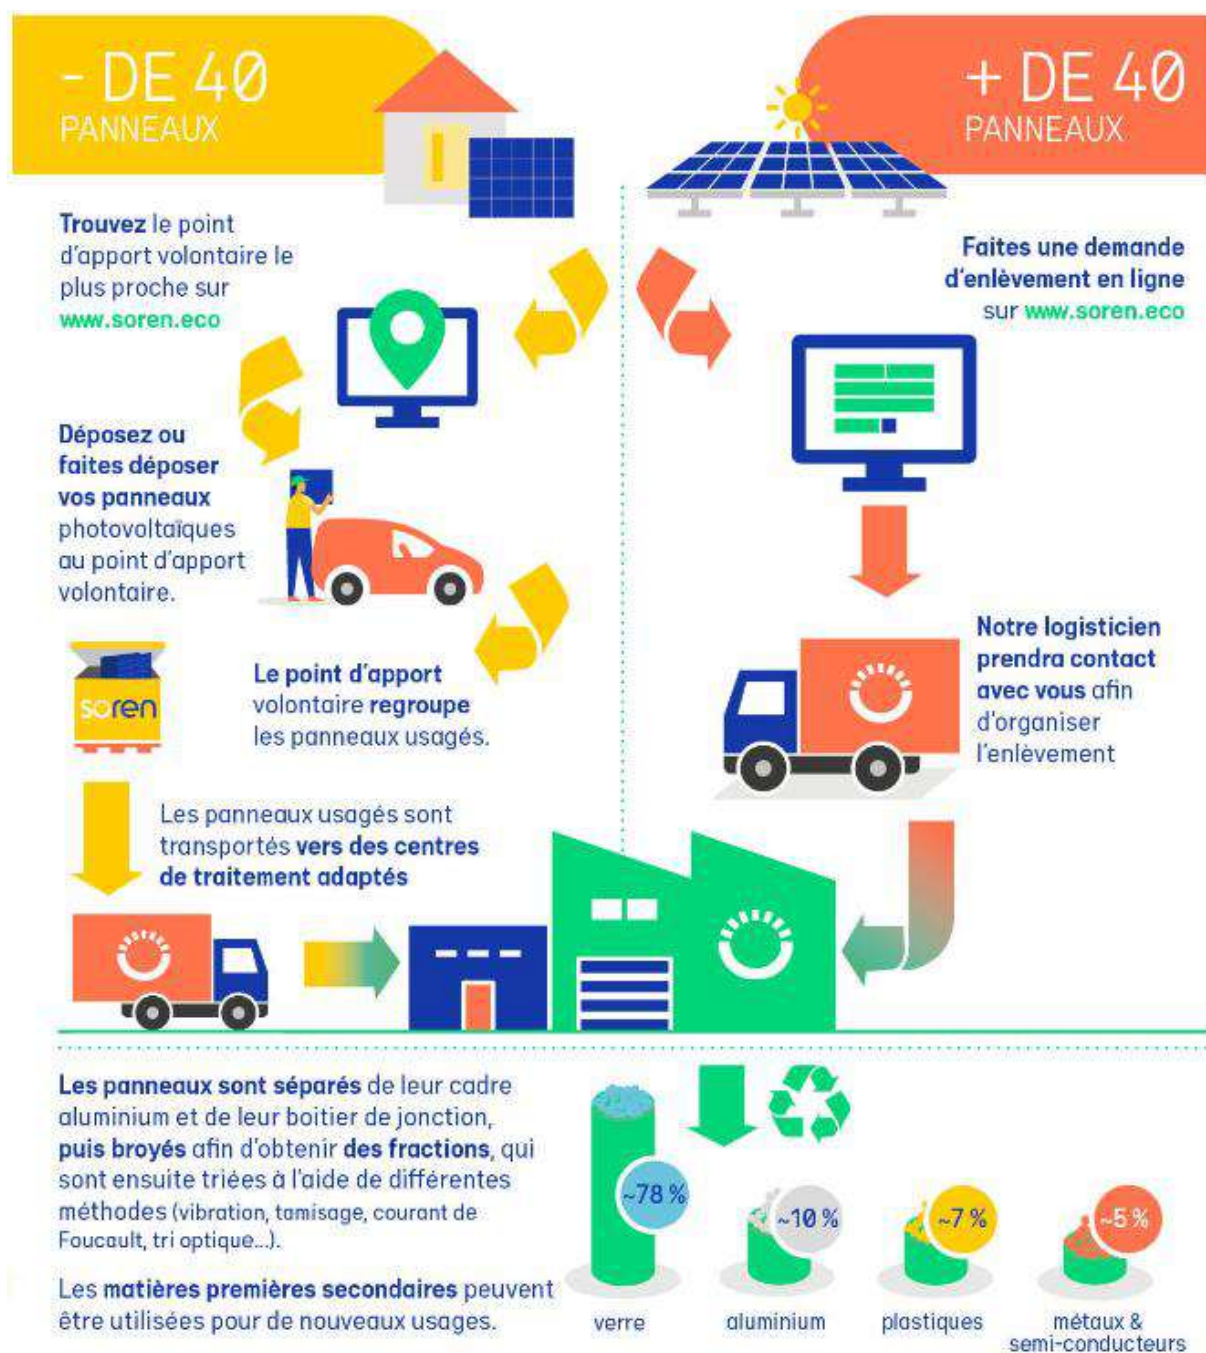 - DE 40
PANNEAUX
+ DE 40
PANNEAUX
Trouvez le point
d'apport volontaire le
plus proche sur
www.soren.eco
Faites une demande
d'enlèvement en ligne
sur www.soren.eco
Déposez ou
faites déposer
vos panneaux
photovoltaïques
au point d'apport
volontaire.
soren
Le point d'apport
volontaire regroupe
les panneaux usagés.
Notre logisticien
prendra contact
avec vous afin
d'organiser
l'enlèvement
Les panneaux usagés sont
transportés vers des centres
de traitement adaptés
Les panneaux sont séparés de leur cadre
aluminium et de leur boitier de jonction,
puis broyés afin d'obtenir des fractions, qui
sont ensuite triées à l'aide de différentes
méthodes (vibration, tamisage, courant de
Foucault, tri optique...).
Les matières premières secondaires peuvent
être utilisées pour de nouveaux usages.
~78 %
verre
~10 %
aluminium
~7 %
plastiques
~5 %
métaux &
semi-conducteurs